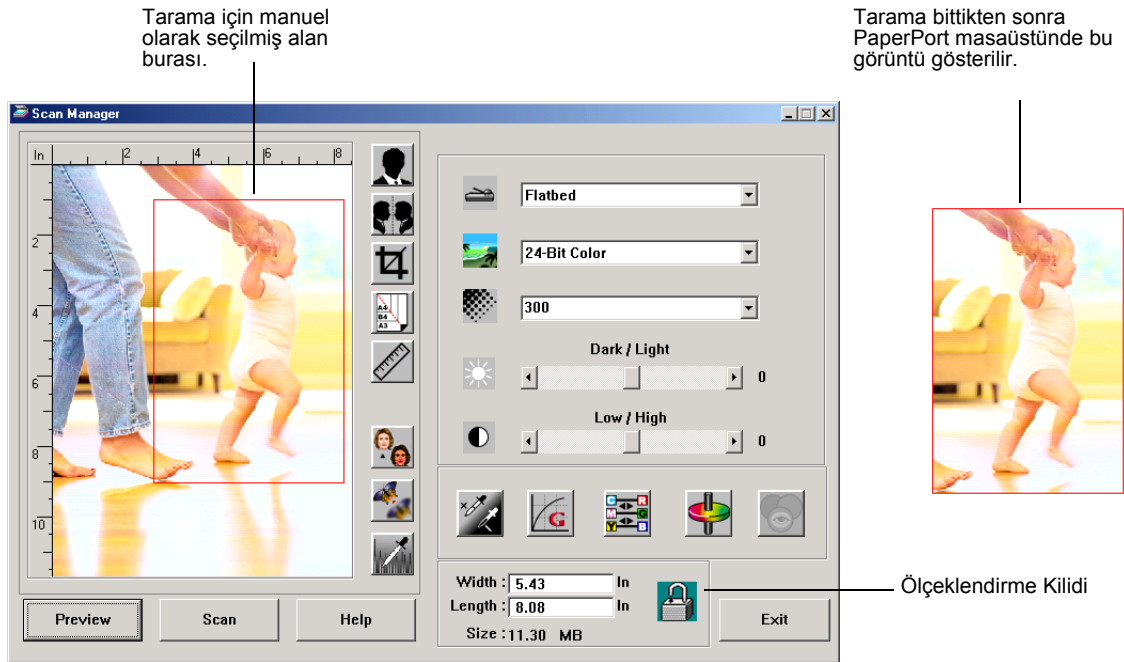 Tarama için manuel
olarak seçilmiş alan
burası.
Tarama bittikten sonra
PaperPort masaüstünde bu
görüntü gösterilir.
Scan Manager
In
2
4
6
8
2
4
6
8
10
A4
B4
A3
Flatbed
24-Bit Color
300
Dark / Light
0
Low / High
0
G
C R
M G
Y B
Width : 5.43 In
Length : 8.08 In
Size : 11.30 MB
Ölçeklendirme Kilidi
Preview
Scan
Help
Exit